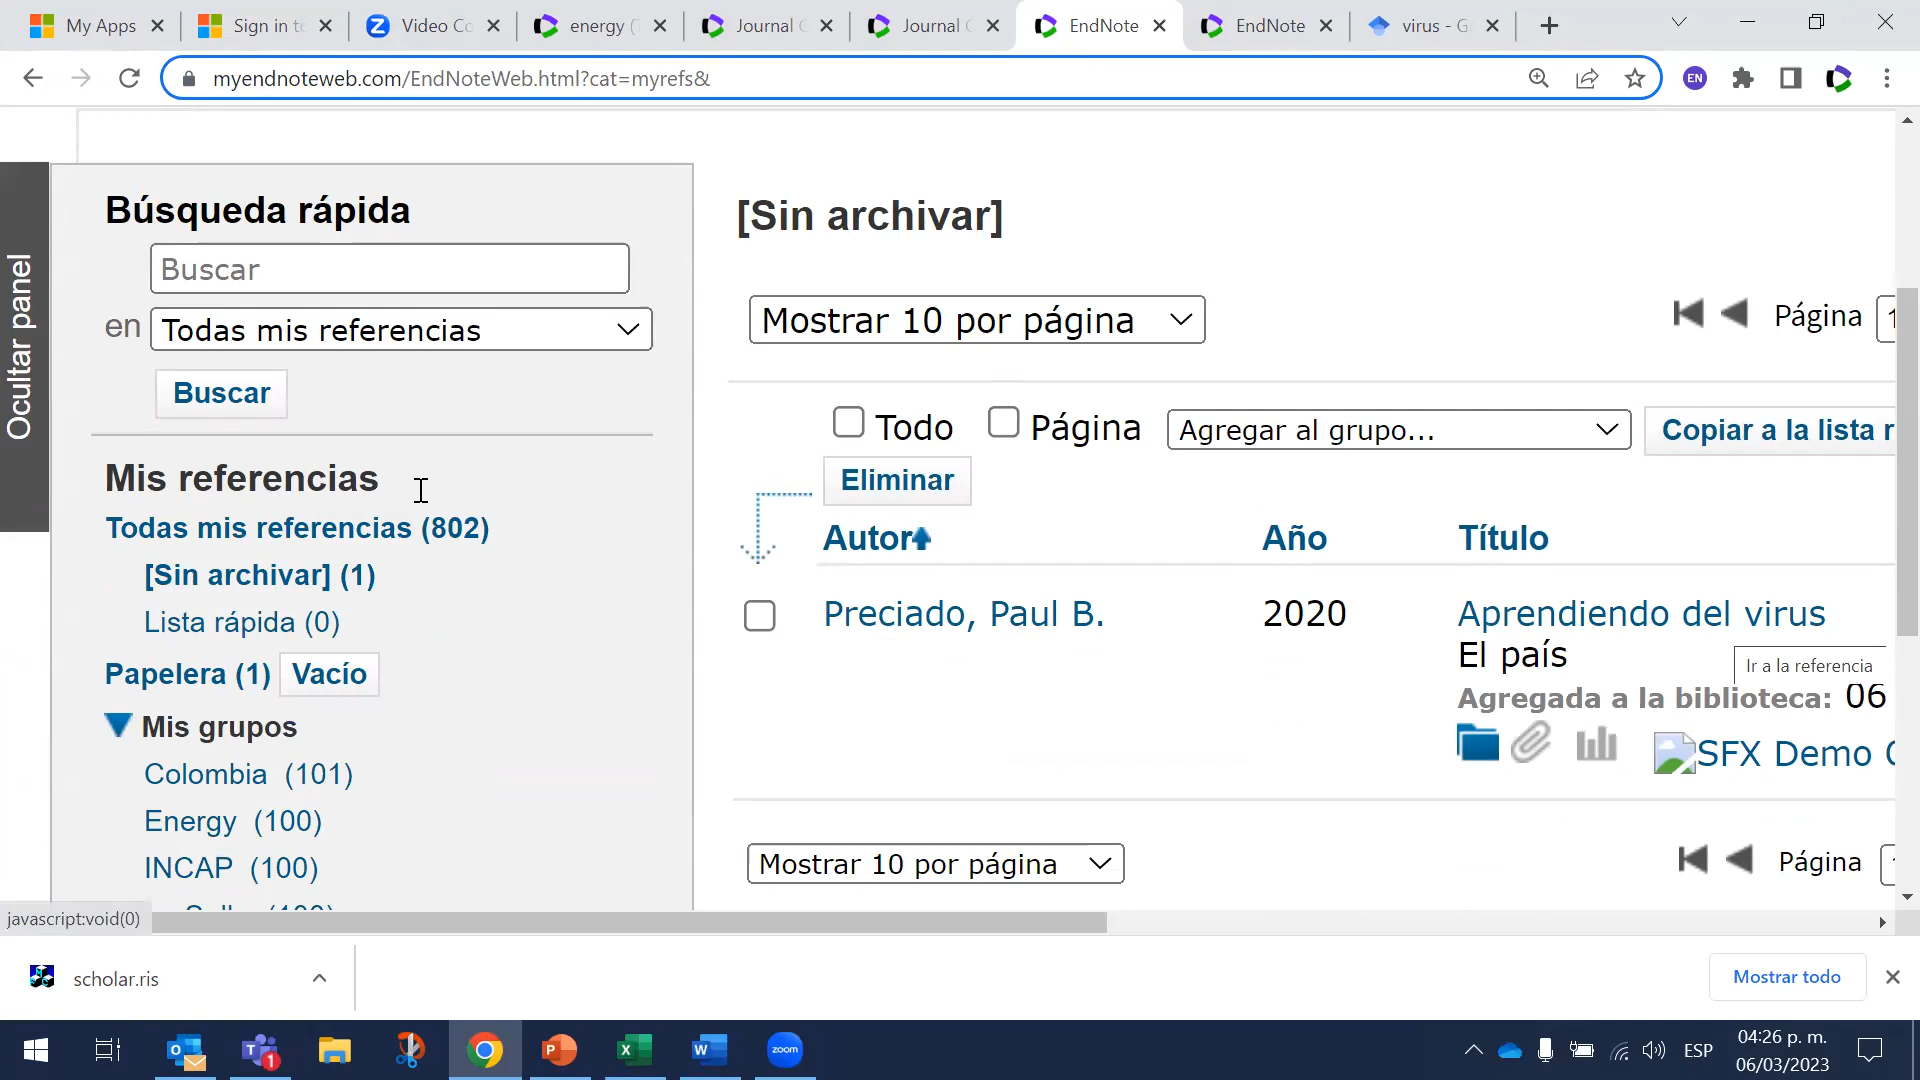 My Apps
Sign in to
Video Co
energy (
Journal C
Journal C
EndNote
EndNote
virus - G
myendnoteweb.com/EndNoteWeb.html?cat=myrefs&
EN
Ocultar panel
Búsqueda rápida
Buscar
en
Todas mis referencias
Buscar
Mis referencias
Todas mis referencias (802)
[Sin archivar] (1)
Lista rápida (0)
Papelera (1)
Vacío
Mis grupos
Colombia (101)
Energy (100)
INCAP (100)
[Sin archivar]
Mostrar 10 por página
Página
Todo
Página
Agregar al grupo...
Copiar a la lista r
Eliminar
Autor
Año
Título
Preciado, Paul B.
2020
Aprendiendo del virus
El país
Ir a la referencia
Agregada a la biblioteca: 06
SFX Demo
Mostrar 10 por página
Página
javascript:void(0)
scholar.ris
Mostrar todo
1
zoom
ESP
04:26 p. m.
06/03/2023